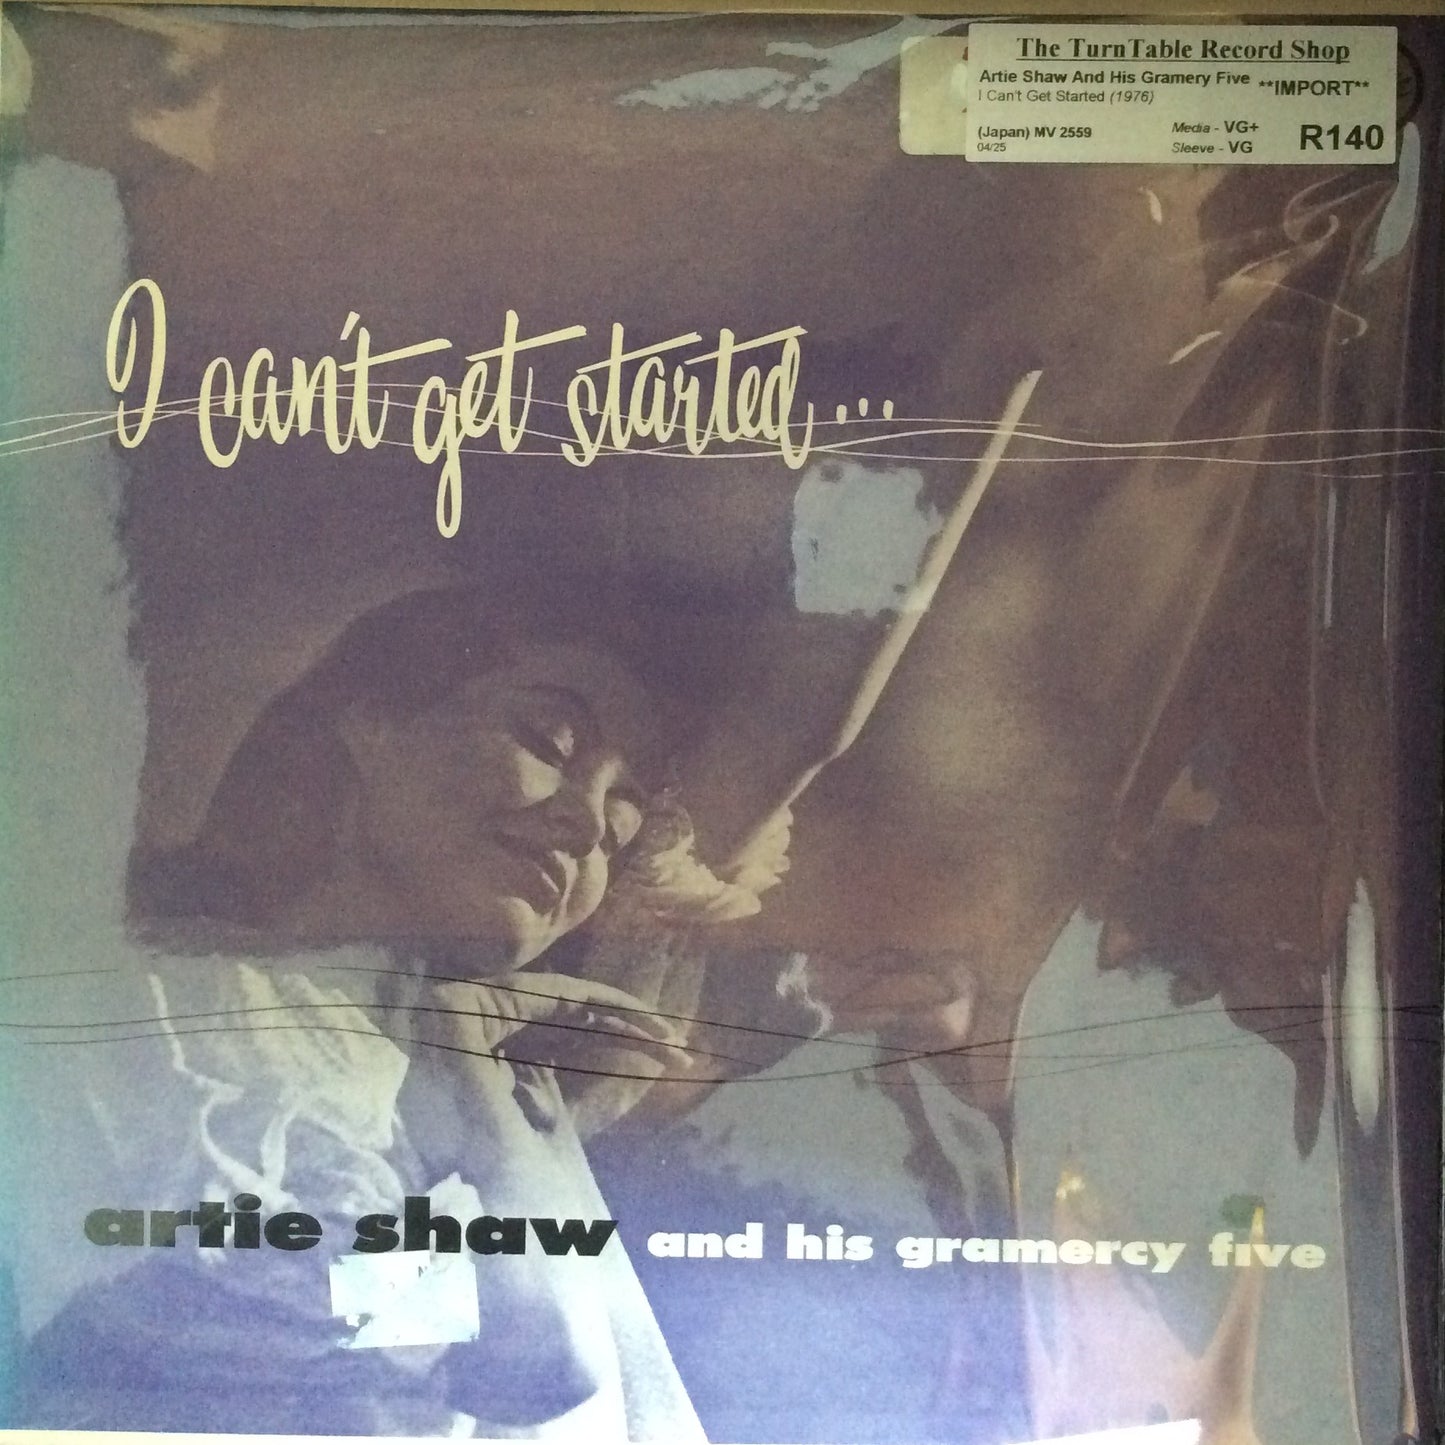 The TurnTable Record Shop
Artie Shaw And His Gramery Five **IMPORT**
I Can't Get Started (1976)
(Japan) MV 2559 Media - VG+ R140
04/25 Sleeve - VG
I can't get started....
artie shaw and his gramercy five